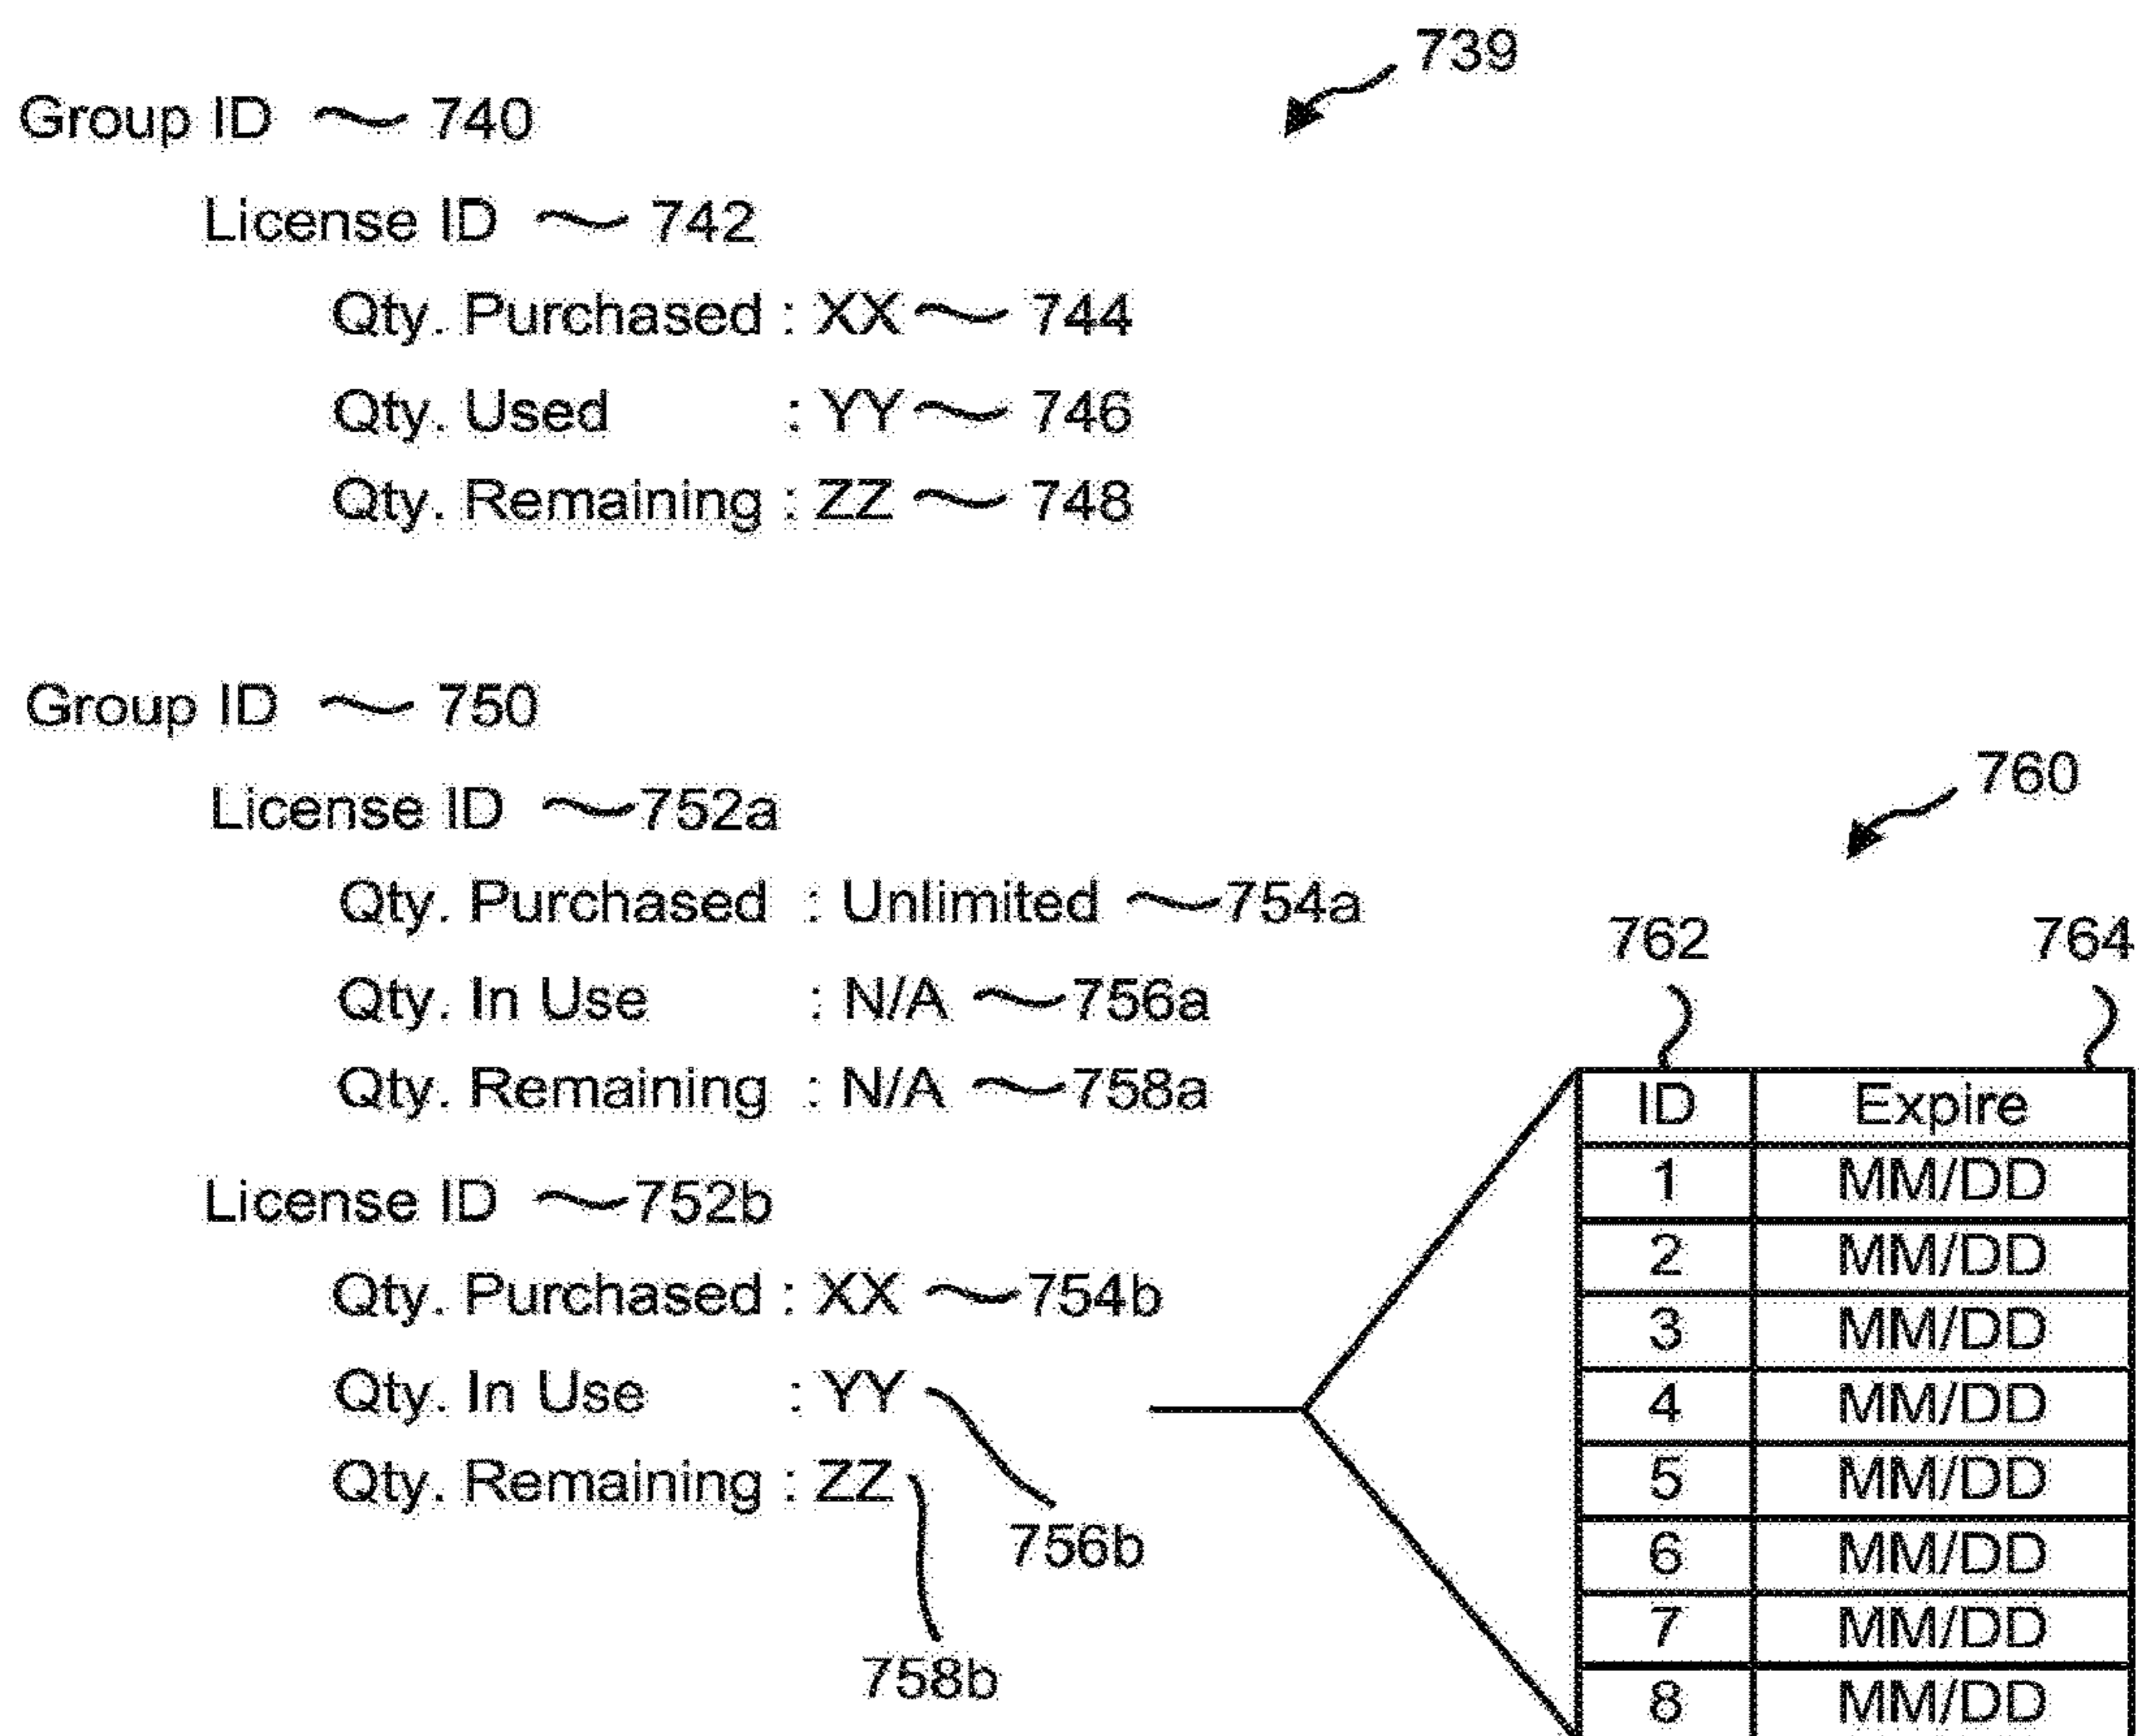 739
Group ID 740
License ID 742
Qty. Purchased : XX 744
Qty. Used : YY 746
Qty. Remaining : ZZ 748
Group ID 750
License ID 752a
Qty. Purchased : Unlimited 754a
Qty. In Use : N/A 756a
Qty. Remaining : N/A 758a
License ID 752b
Qty. Purchased : XX 754b
Qty. In Use : YY
756b
Qty. Remaining : ZZ
758b
760
762 764
ID Expire
1 MM/DD
2 MM/DD
3 MM/DD
4 MM/DD
5 MM/DD
6 MM/DD
7 MM/DD
8 MM/DD